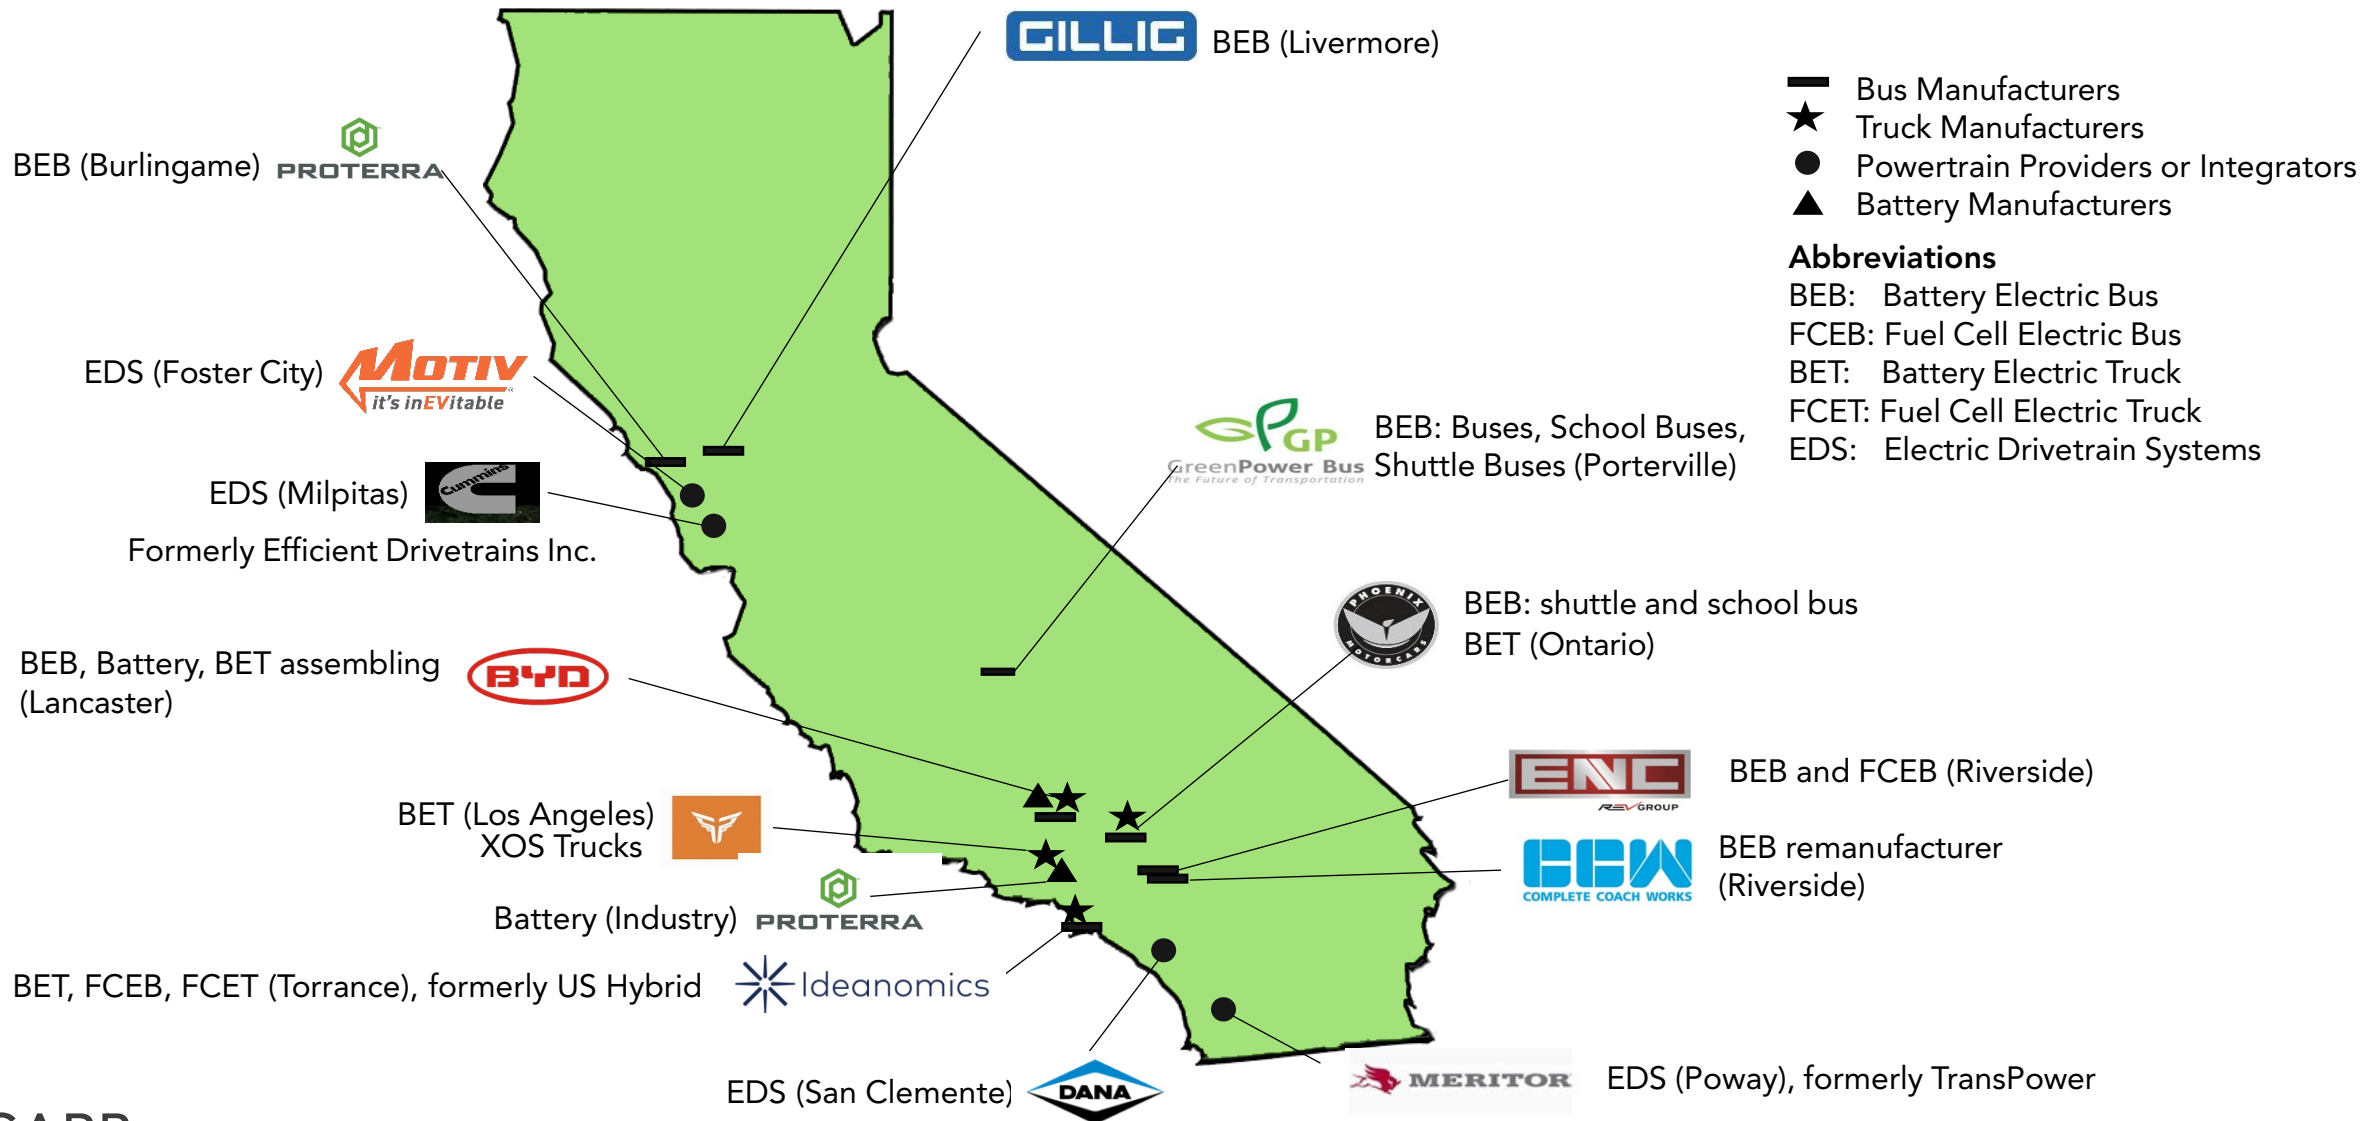 GILLIG BEB (Livermore)
Bus Manufacturers
Truck Manufacturers
Powertrain Providers or Integrators
Battery Manufacturers
Abbreviations
BEB: Battery Electric Bus
FCEB: Fuel Cell Electric Bus
BET: Battery Electric Truck
FCET: Fuel Cell Electric Truck
EDS: Electric Drivetrain Systems
BEB (Burlingame) PROTERRA
EDS (Foster City) MOTIV
it's inEVitable
EDS (Milpitas) Cummins
Formerly Efficient Drivetrains Inc.
GP
GreenPower Bus
The Future of Transportation
BEB: Buses, School Buses,
Shuttle Buses (Porterville)
PHOENIX
MOTORCARS
BEB: shuttle and school bus
BET (Ontario)
BEB, Battery, BET assembling
(Lancaster)
BYD
ENC
REV GROUP
BEB and FCEB (Riverside)
BET (Los Angeles)
XOS Trucks
CCW
COMPLETE COACH WORKS
BEB remanufacturer
(Riverside)
Battery (Industry) PROTERRA
BET, FCEB, FCET (Torrance), formerly US Hybrid Ideanomics
EDS (San Clemente) DANA
MERITOR EDS (Poway), formerly TransPower
CARB